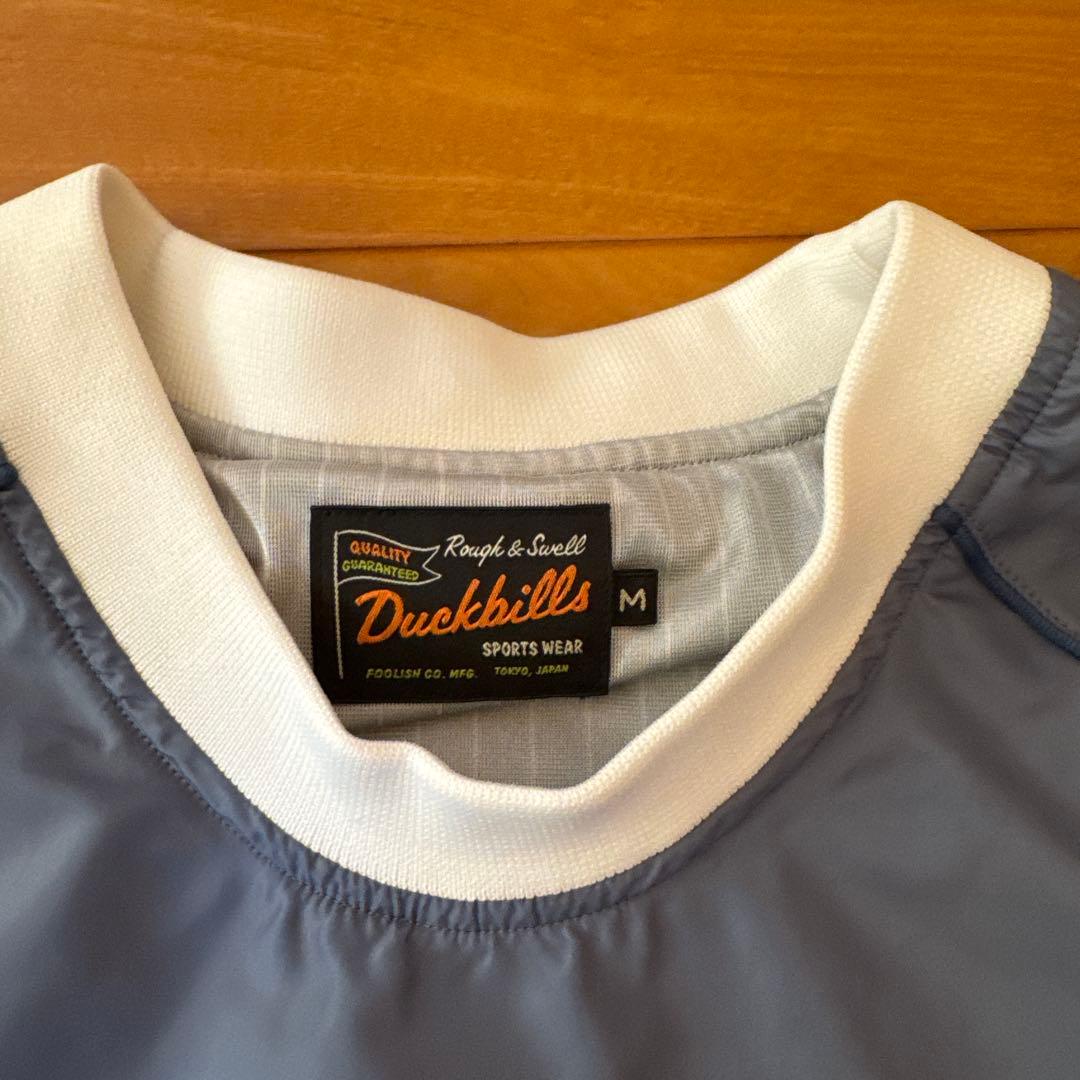 QUALITY
GUARANTEED
Rough & Swell
Duckbills
SPORTS WEAR
FOOLISH CO. MFG. TOKYO, JAPAN
M